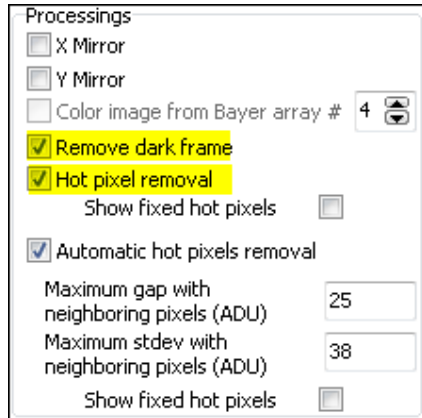 Processings
X Mirror
Y Mirror
Color image from Bayer array # 4
Remove dark frame
Hot pixel removal
Show fixed hot pixels
Automatic hot pixels removal
Maximum gap with
neighboring pixels (ADU) 25
Maximum stdev with
neighboring pixels (ADU) 38
Show fixed hot pixels